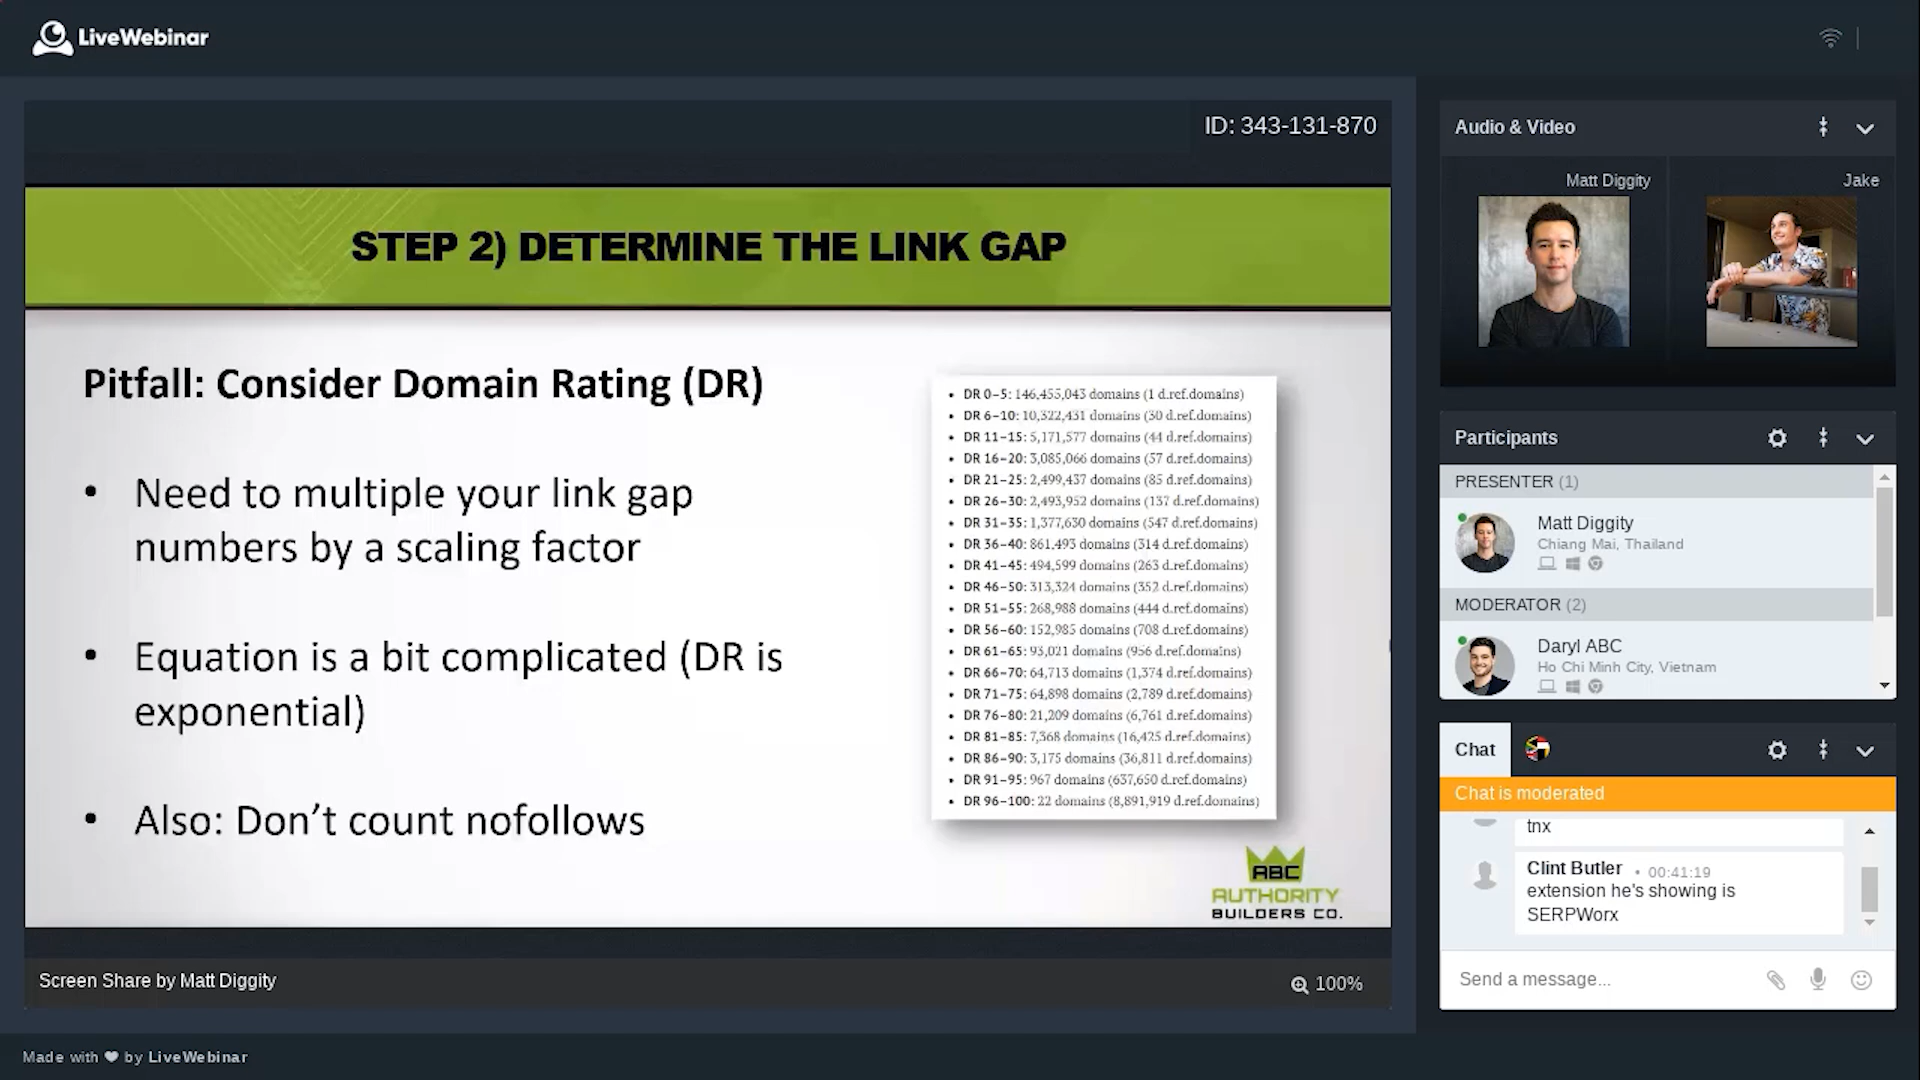 LiveWebinar
ID: 343-131-870
STEP 2) DETERMINE THE LINK GAP
Pitfall: Consider Domain Rating (DR)
• Need to multiple your link gap
numbers by a scaling factor
• Equation is a bit complicated (DR is
exponential)
• Also: Don’t count nofollows
• DR 0–5: 146,455,043 domains (1 d.ref.domains)
• DR 6–10: 10,322,431 domains (30 d.ref.domains)
• DR 11–15: 5,171,577 domains (44 d.ref.domains)
• DR 16–20: 3,085,066 domains (57 d.ref.domains)
• DR 21–25: 2,499,437 domains (85 d.ref.domains)
• DR 26–30: 2,493,952 domains (137 d.ref.domains)
• DR 31–35: 1,377,630 domains (547 d.ref.domains)
• DR 36–40: 861,493 domains (314 d.ref.domains)
• DR 41–45: 494,599 domains (263 d.ref.domains)
• DR 46–50: 313,324 domains (352 d.ref.domains)
• DR 51–55: 268,988 domains (444 d.ref.domains)
• DR 56–60: 152,985 domains (708 d.ref.domains)
• DR 61–65: 93,021 domains (956 d.ref.domains)
• DR 66–70: 64,713 domains (1,374 d.ref.domains)
• DR 71–75: 64,898 domains (2,789 d.ref.domains)
• DR 76–80: 21,209 domains (6,761 d.ref.domains)
• DR 81–85: 7,368 domains (16,425 d.ref.domains)
• DR 86–90: 3,175 domains (36,811 d.ref.domains)
• DR 91–95: 967 domains (637,650 d.ref.domains)
• DR 96–100: 22 domains (8,891,919 d.ref.domains)
ABC
AUTHORITY
BUILDERS CO.
Screen Share by Matt Diggity
100%
Made with ♥ by LiveWebinar
Audio & Video
Matt Diggity
Jake
Participants
PRESENTER (1)
Matt Diggity
Chiang Mai, Thailand
MODERATOR (2)
Daryl ABC
Ho Chi Minh City, Vietnam
Chat
Chat is moderated
tnx
Clint Butler • 00:41:19
extension he's showing is
SERPWorx
Send a message...